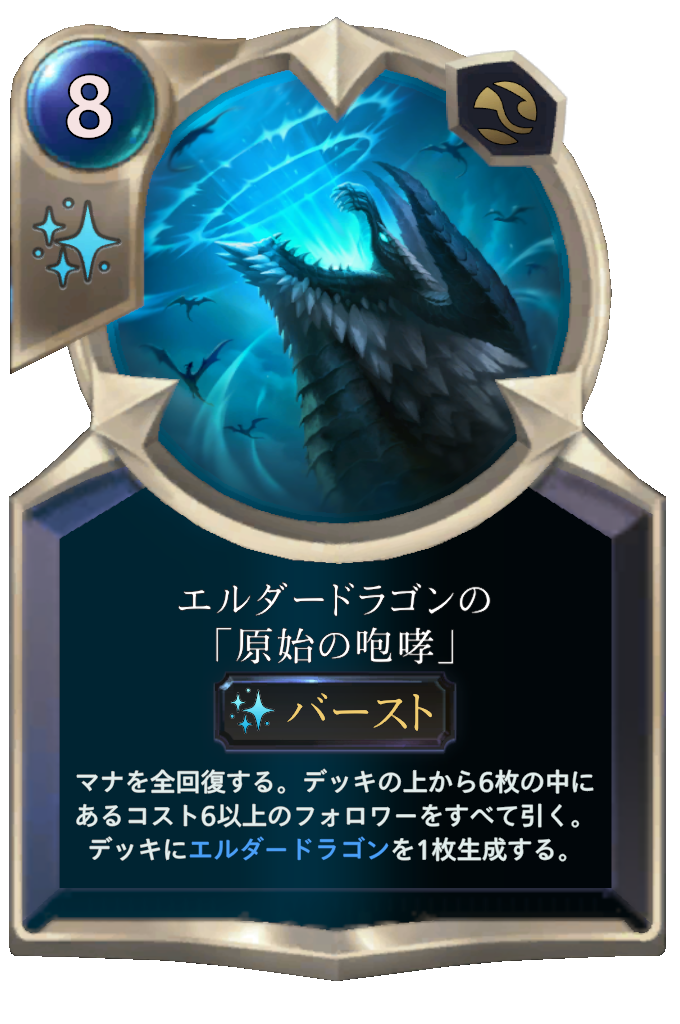 8
エルダードラゴンの
「原始の咆哮」
バースト
マナを全回復する。デッキの上から6枚の中に
あるコスト6以上のフォロワーをすべて引く。
デッキにエルダードラゴンを1枚生成する。